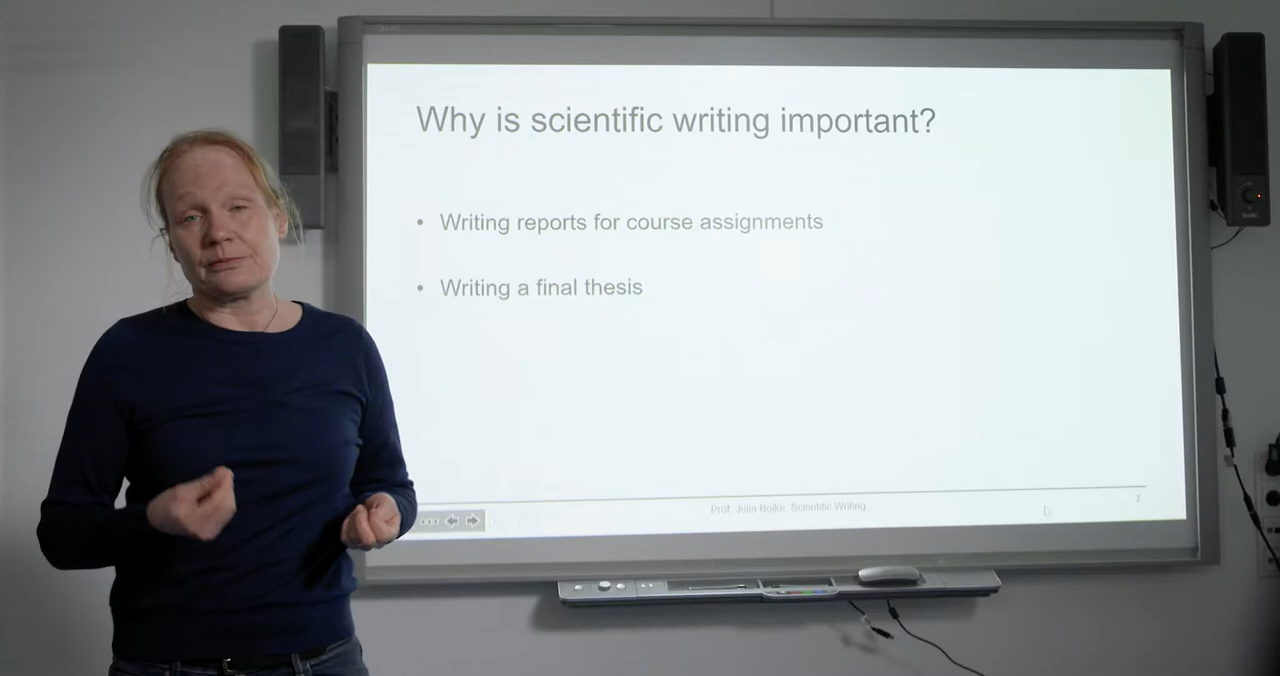 Why is scientific writing important?
• Writing reports for course assignments
• Writing a final thesis
Prof. Julia Boike: Scientific Writing
7